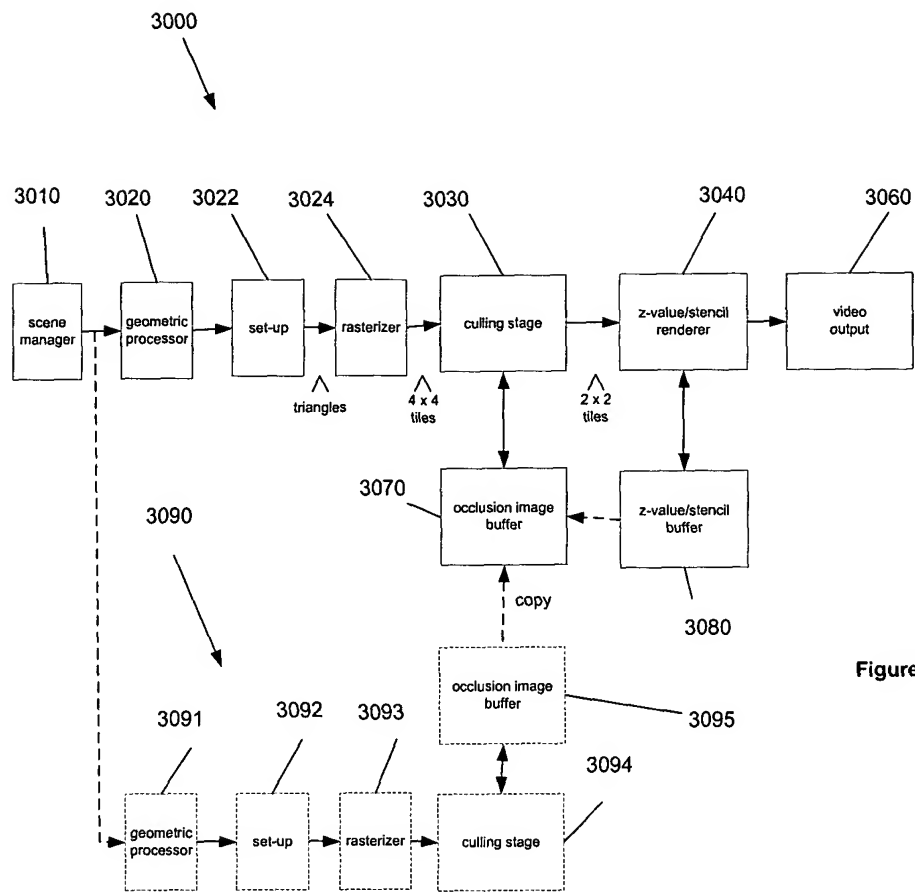 3000
3010
3020
3022
3024
3030
3040
3060
scene
manager
geometric
processor
set-up
rasterizer
culling stage
z-value/stencil
renderer
video
output
triangles
4 x 4
tiles
2 x 2
tiles
3070
occlusion image
buffer
z-value/stencil
buffer
3090
copy
3080
Figure
occlusion image
buffer
3095
3091
3092
3093
3094
geometric
processor
set-up
rasterizer
culling stage